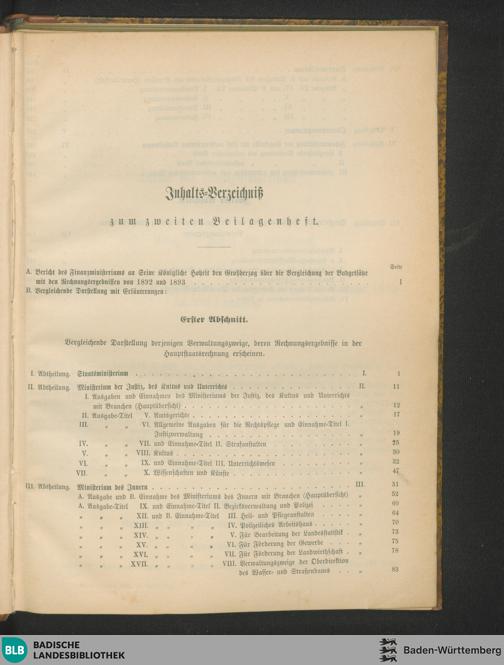 Inhalts-Verzeichniß
zum zweiten Beilagenheft.
Seite
A. Bericht des Finanzministeriums an Seine Königliche Hoheit den Großherzog über die Vergleichung der Budgetsätze
mit den Rechnungsergebnissen von 1892 und 1893 . . . I
B. Vergleichende Darstellung mit Erläuterungen:
Erster Abschnitt.
Vergleichende Darstellung derjenigen Verwaltungszweige, deren Rechnungsergebnisse in der
Hauptstaatsrechnung erscheinen.
I. Abtheilung. Staatsministerium . . . I. 1
II. Abtheilung. Ministerium der Justiz, des Kultus und Unterrichts . . . II. 11
I. Ausgaben und Einnahmen des Ministeriums der Justiz, des Kultus und Unterrichts
mit Branchen (Hauptübersicht) . . . „ 12
II. Ausgabe-Titel V. Amtsgerichte . . . „ 17
III. „ „ VI. Allgemeine Ausgaben für die Rechtspflege und Einnahme-Titel I.
Justizverwaltung . . . „ 19
IV. „ „ VII. und Einnahme-Titel II. Strafanstalten . . . „ 25
V. „ „ VIII. Kultus . . . „ 30
VI. „ „ IX. und Einnahme-Titel III. Unterrichtswesen . . . „ 32
VII. „ „ X. Wissenschaften und Künste . . . „ 47
III. Abtheilung. Ministerium des Innern . . . III. 51
A. Ausgabe und B. Einnahme des Ministeriums des Innern mit Branchen (Hauptübersicht) „ 52
A. Ausgabe-Titel IX. und Einnahme-Titel II. Bezirksverwaltung und Polizei . . . „ 60
„ „ „ XII. und B. Einnahme-Titel III. Heil- und Pflegeanstalten . . . „ 64
„ „ „ XIII. „ „ „ IV. Polizeiliches Arbeitshaus . . . „ 70
„ „ „ XIV. „ „ „ V. Für Bearbeitung der Landesstatistik . „ 73
„ „ „ XV. „ „ „ VI. Für Förderung der Gewerbe . . . „ 75
„ „ „ XVI. „ „ „ VII. Für Förderung der Landwirthschaft . „ 78
„ „ „ XVII. „ „ „ VIII. Verwaltungszweige der Oberdirektion
des Wasser- und Straßenbaues . . . „ 83
BLB BADISCHE
LANDESBIBLIOTHEK
Baden-Württemberg